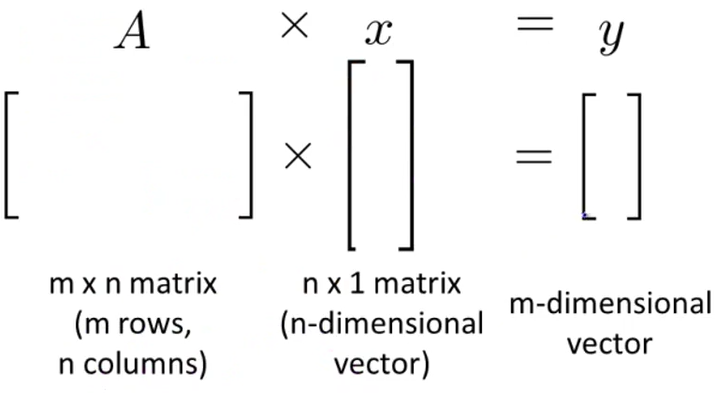 A × x = y
[ ] × [ ] = [ ]
m x n matrix
(m rows,
n columns)
n x 1 matrix
(n-dimensional
vector)
m-dimensional
vector